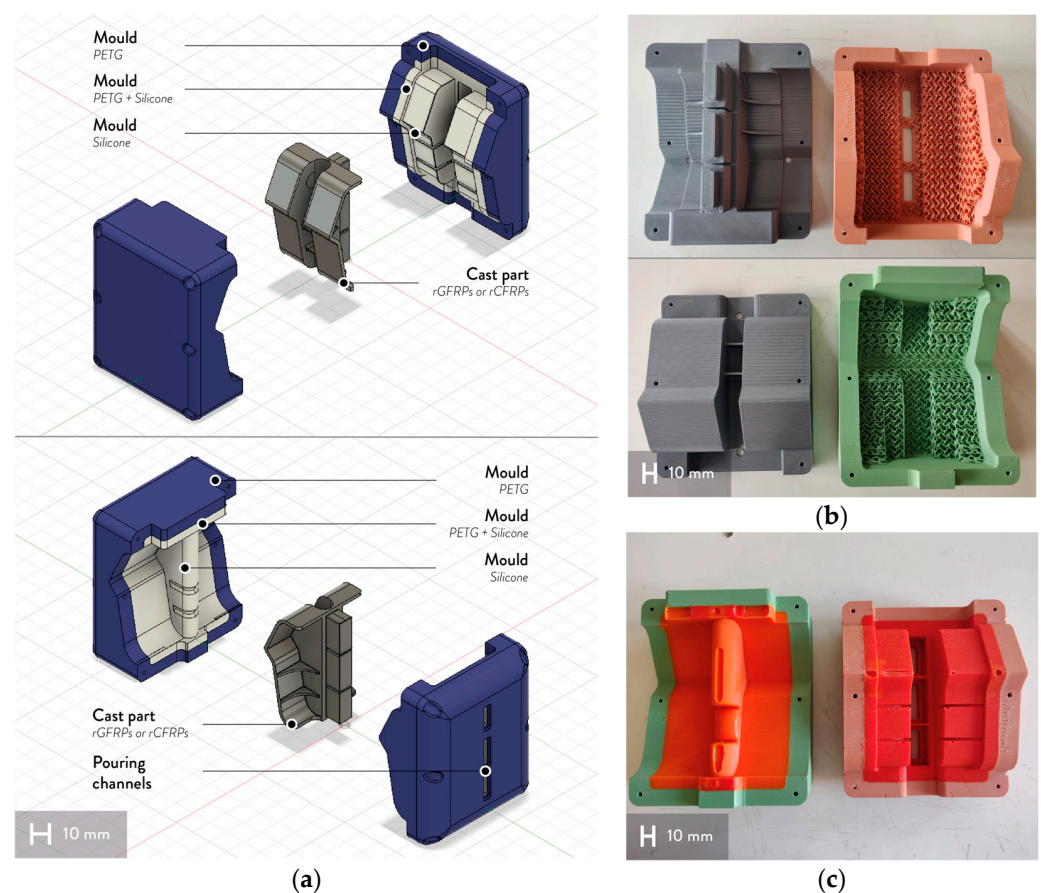 Mould
PETG
Mould
PETG + Silicone
Mould
Silicone
Cast part
rGFRPs or rCFRPs
Mould
PETG
Mould
PETG + Silicone
Mould
Silicone
Cast part
rGFRPs or rCFRPs
Pouring
channels
10 mm
(a)
10 mm
(b)
10 mm
(c)